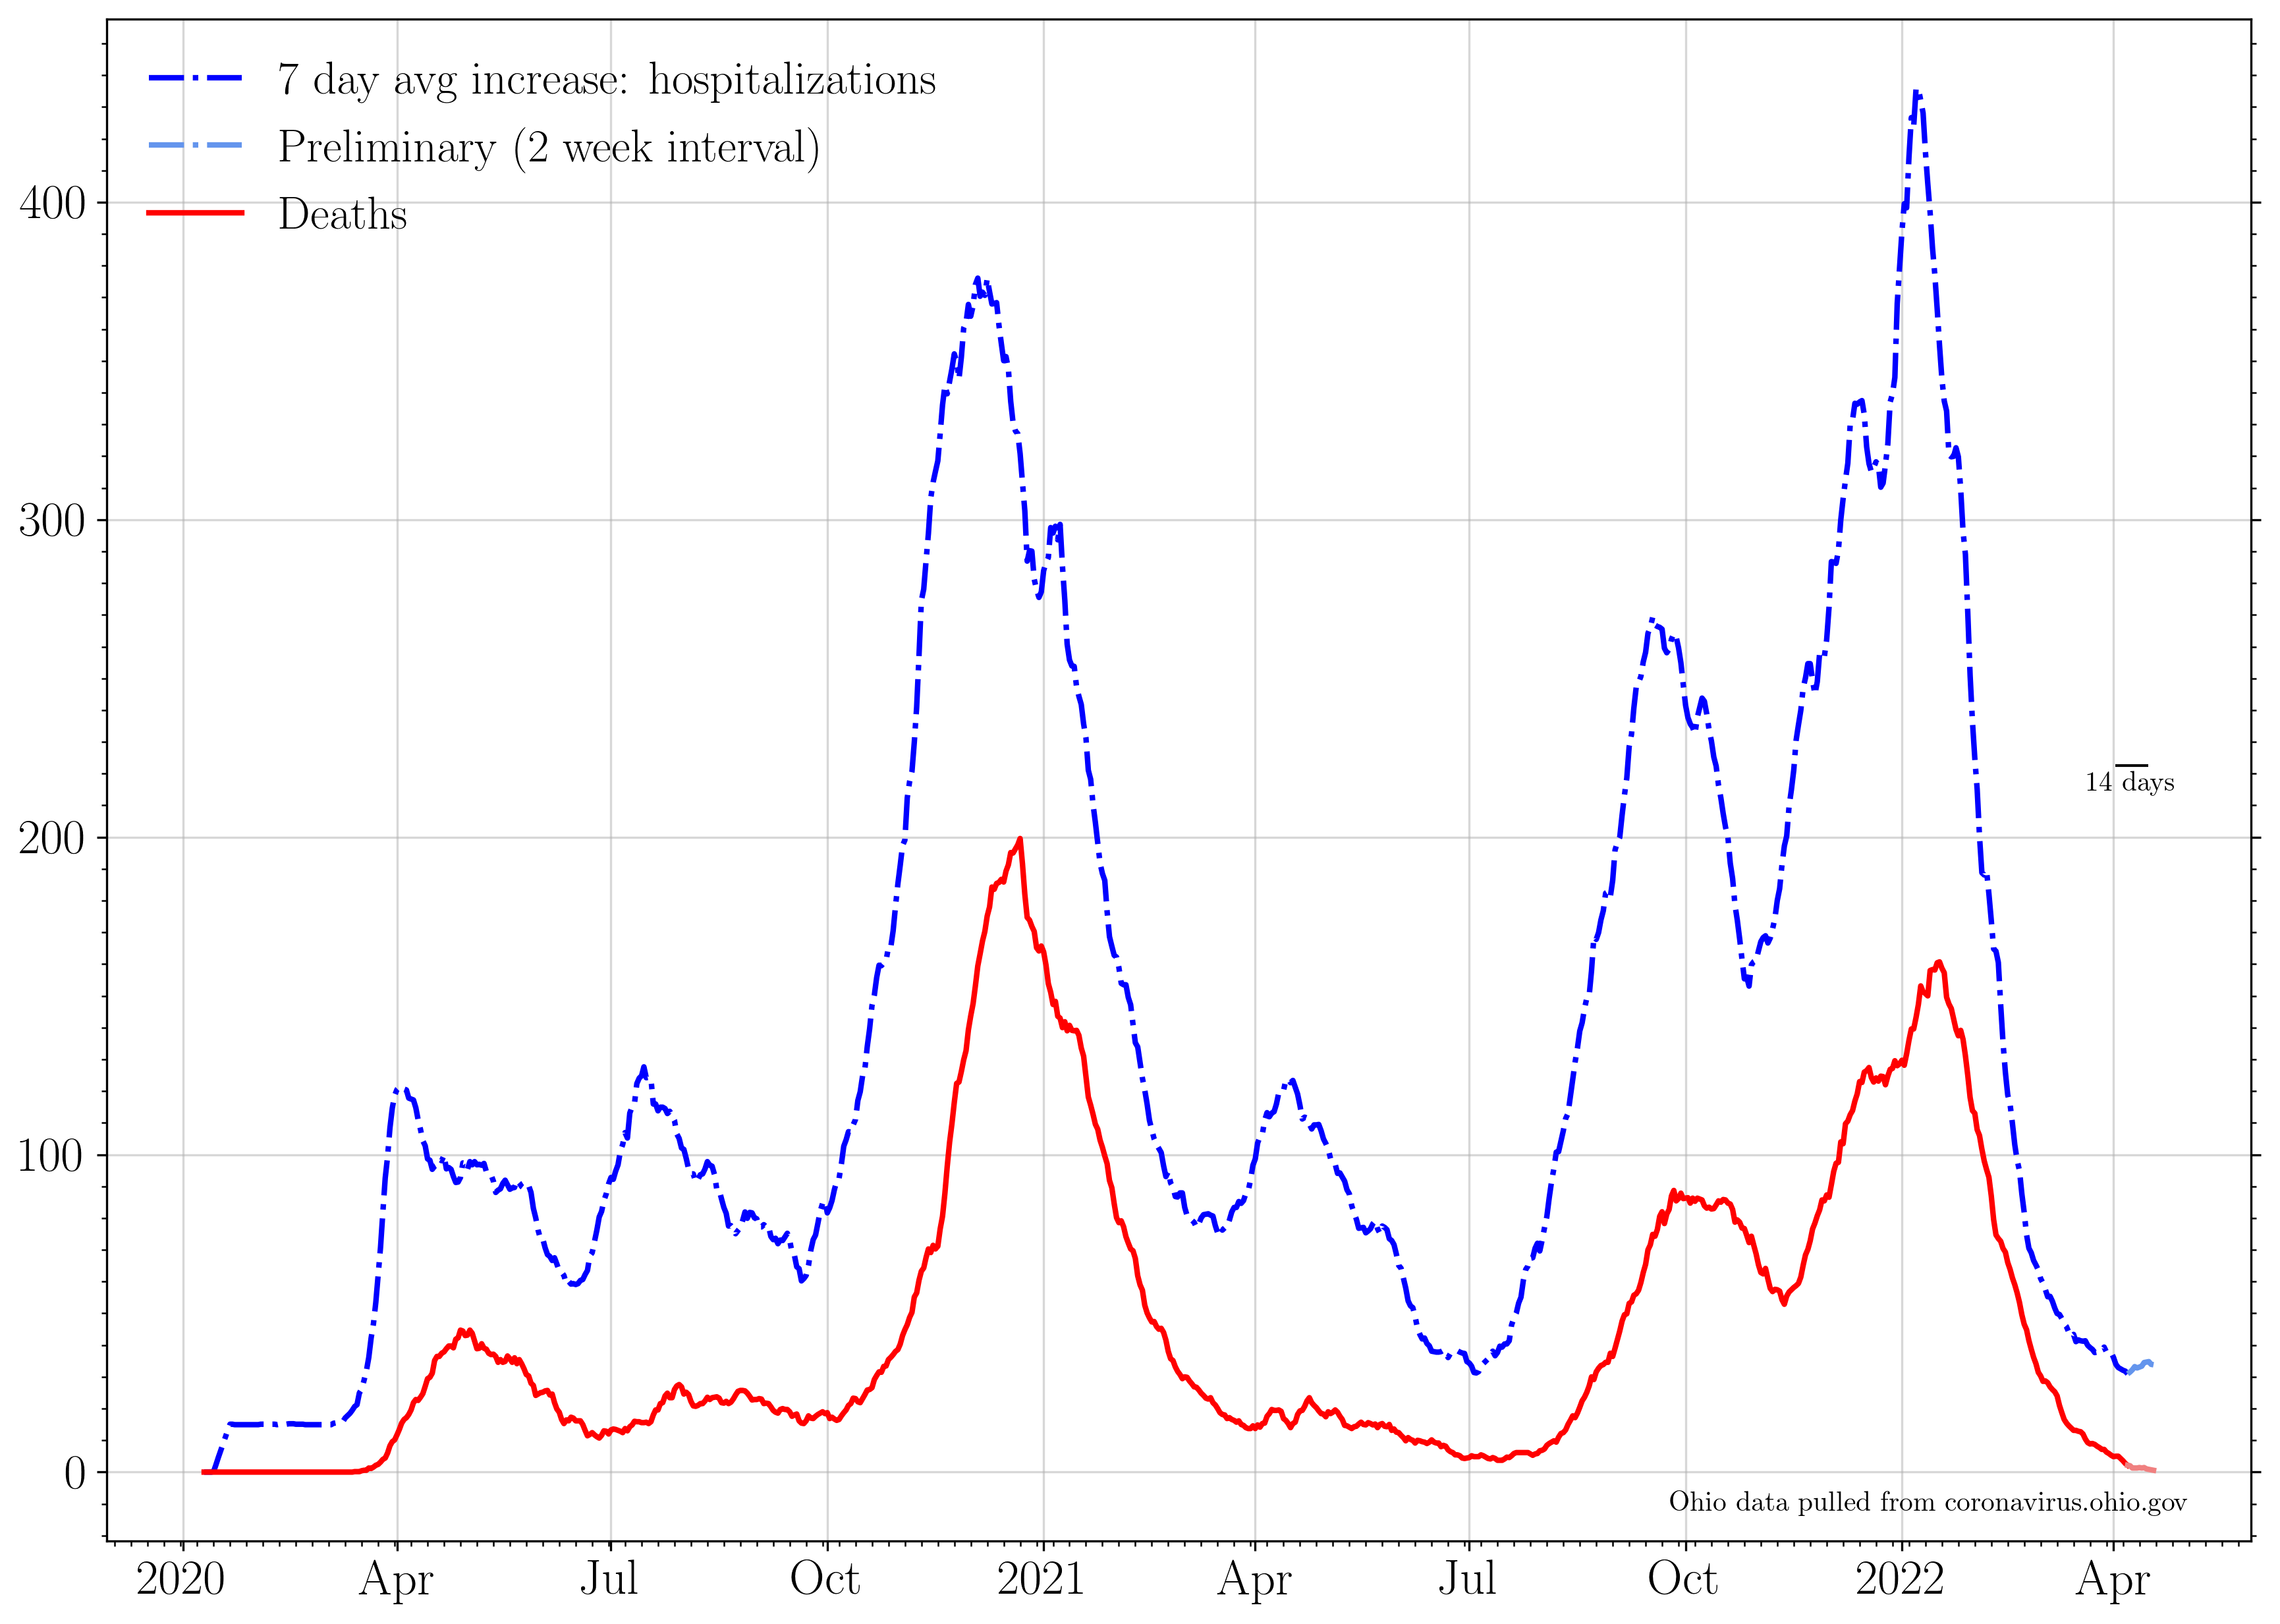 7 day avg increase: hospitalizations
Preliminary (2 week interval)
Deaths
400
300
200
100
0
14 days
Ohio data pulled from coronavirus.ohio.gov
2020 Apr Jul Oct 2021 Apr Jul Oct 2022 Apr